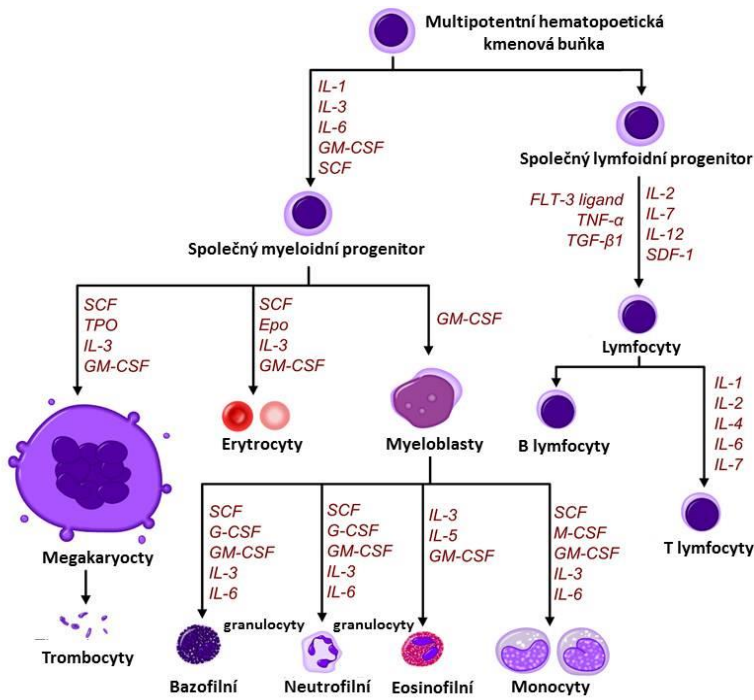 Multipotentní hematopoetická
kmenová buňka
IL-1
IL-3
IL-6
GM-CSF
SCF
Společný lymfoidní progenitor
Společný myeloidní progenitor
FLT-3 ligand
TNF-α
TGF-β1
IL-2
IL-7
IL-12
SDF-1
SCF
TPO
IL-3
GM-CSF
SCF
Epo
IL-3
GM-CSF
GM-CSF
Lymfocyty
Erytrocyty
Myeloblasty
B lymfocyty
IL-1
IL-2
IL-4
IL-6
IL-7
T lymfocyty
Megakaryocty
SCF
G-CSF
GM-CSF
IL-3
IL-6
SCF
G-CSF
GM-CSF
IL-3
IL-6
IL-3
IL-5
GM-CSF
SCF
M-CSF
GM-CSF
IL-3
IL-6
granulocyty
granulocyty
Trombocyty
Bazofilní
Neutrofilní
Eosinofilní
Monocyty